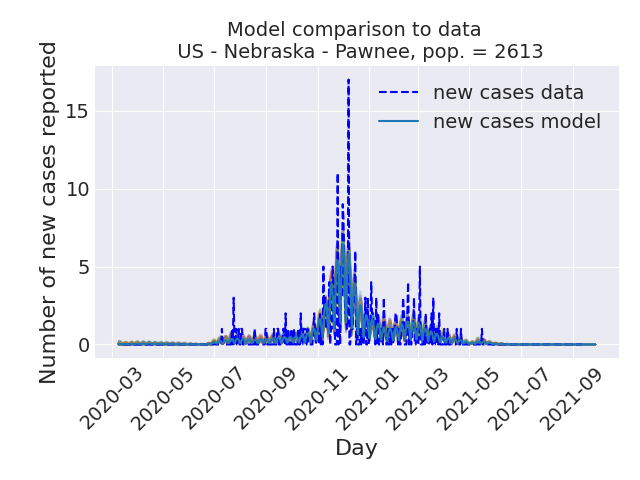 Model comparison to data
US - Nebraska - Pawnee, pop. = 2613
Number of new cases reported
15
10
5
0
new cases data
new cases model
2020-03
2020-05
2020-07
2020-09
2020-11
2021-01
2021-03
2021-05
2021-07
2021-09
Day